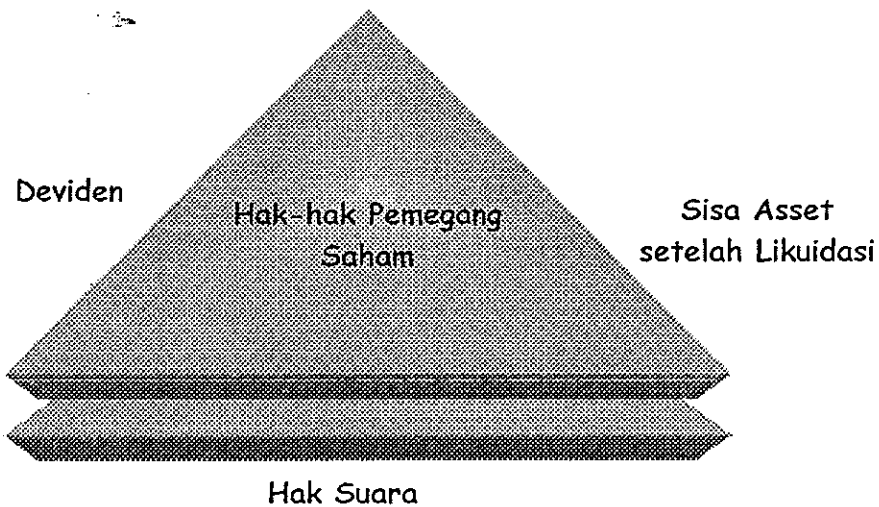 Deviden
Hak-hak Pemegang
Saham
Sisa Asset
setelah Likuidasi
Hak Suara